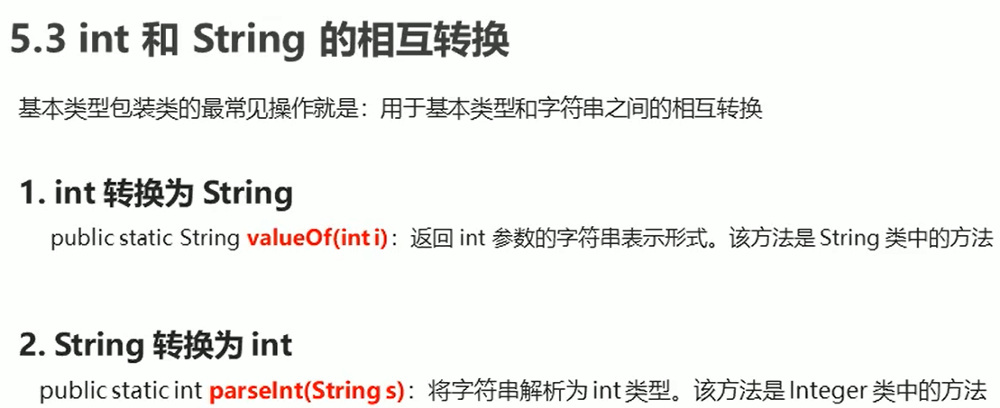 5.3 int 和 String 的相互转换
基本类型包装类的最常见操作就是：用于基本类型和字符串之间的相互转换
1. int 转换为 String
public static String valueOf(int i)：返回 int 参数的字符串表示形式。该方法是 String 类中的方法
2. String 转换为 int
public static int parseInt(String s)：将字符串解析为 int 类型。该方法是 Integer 类中的方法